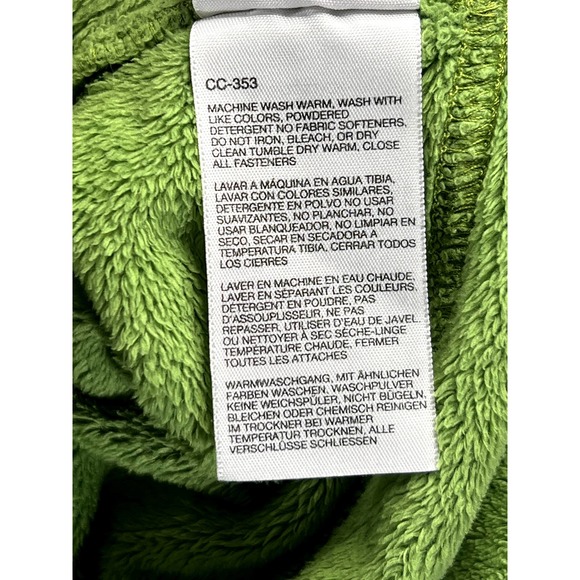 CC-353
MACHINE WASH WARM, WASH WITH
LIKE COLORS, POWDERED
DETERGENT NO FABRIC SOFTENERS,
DO NOT IRON, BLEACH, OR DRY
CLEAN TUMBLE DRY WARM, CLOSE
ALL FASTENERS
LAVAR A MÁQUINA EN AGUA TIBIA,
LAVAR CON COLORES SIMILARES,
DETERGENTE EN POLVO NO USAR
SUAVIZANTES, NO PLANCHAR, NO
USAR BLANQUEADOR, NO LIMPIAR EN
SECO, SECAR EN SECADORA A
TEMPERATURA TIBIA, CERRAR TODOS
LOS CIERRES
LAVER EN MACHINE EN EAU CHAUDE,
LAVER EN SÉPARANT LES COULEURS,
DÉTERGENT EN POUDRE, PAS
D'ASSOUPLISSEUR, NE PAS
REPASSER, UTILISER D'EAU DE JAVEL
OU NETTOYER À SEC SÈCHE-LINGE
TEMPÉRATURE CHAUDE, FERMER
TOUTES LES ATTACHES
WARMWASCHGANG, MIT ÄHNLICHEN
FARBEN WASCHEN, WASCHPULVER
KEINE WEICHSPÜLER, NICHT BÜGELN,
BLEICHEN ODER CHEMISCH REINIGEN
IM TROCKNER BEI WARMER
TEMPERATUR TROCKNEN, ALLE
VERSCHLÜSSE SCHLIESSEN